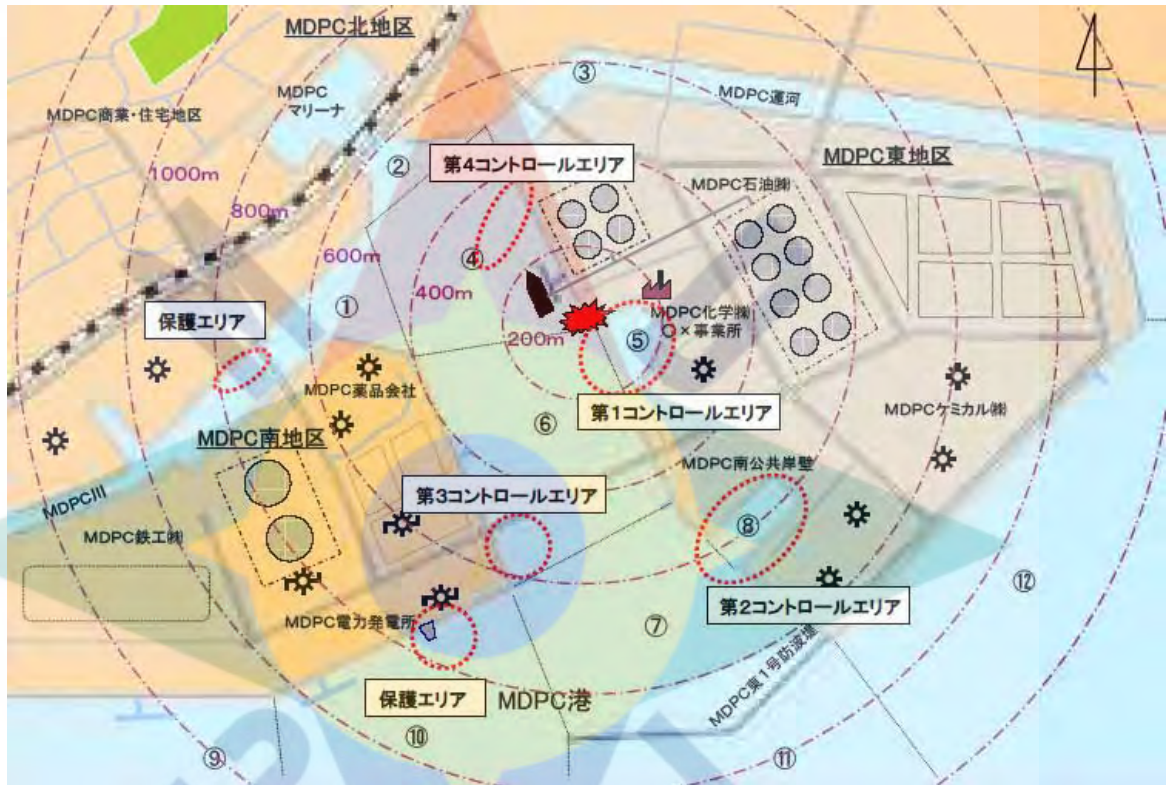 MDPC北地区
③
MDPC
マリーナ
MDPC運河
MDPC商業・住宅地区
②
第4コントロールエリア
MDPC東地区
1000m
MDPC石油㈱
800m
600m
④
400m
①
保護エリア
MDPC化学㈱
○×事業所
200m
⑤
MDPC薬品会社
第1コントロールエリア
MDPCケミカル㈱
⑥
MDPC南地区
MDPC南公共岸壁
第3コントロールエリア
MDPC川
⑧
MDPC鉄工㈱
⑫
第2コントロールエリア
MDPC電力発電所
⑦
MDPC東1号防波堤
保護エリア
MDPC港
⑩
⑨
⑪